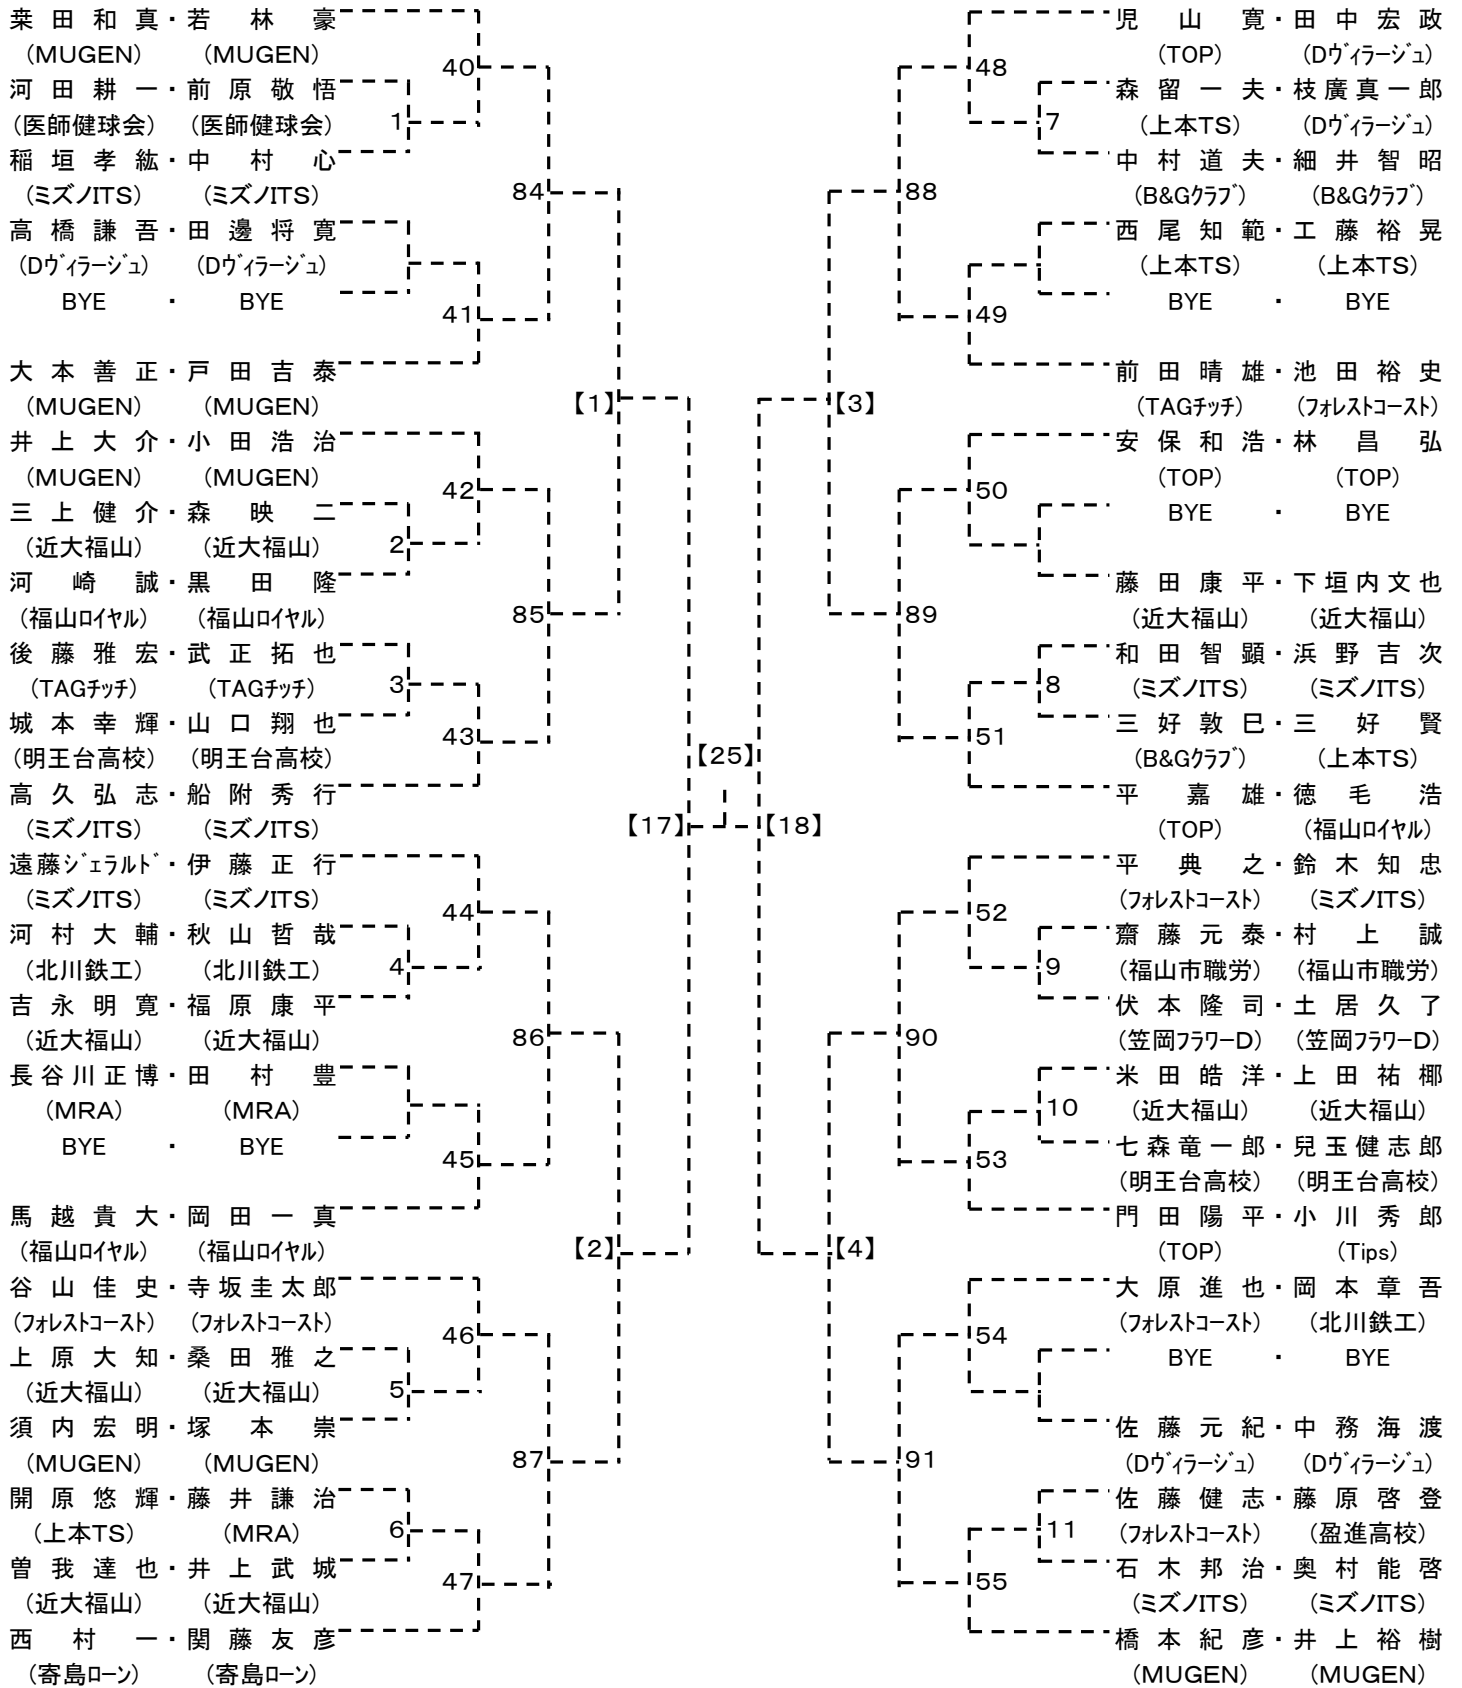 桒田和真・若林豪
(MUGEN) (MUGEN)
40
河田耕一・前原敬悟
(医師健球会) (医師健球会)
1
稲垣孝紘・中村心
(ミズノITS) (ミズノITS)
84
高橋謙吾・田邊将寛
(Dヴィラージュ) (Dヴィラージュ)
BYE ・ BYE
41
大本善正・戸田吉泰
(MUGEN) (MUGEN)
【1】
井上大介・小田浩治
(MUGEN) (MUGEN)
42
三上健介・森映二
(近大福山) (近大福山)
2
河崎誠・黒田隆
(福山ロイヤル) (福山ロイヤル)
85
後藤雅宏・武正拓也
(TAGチッチ) (TAGチッチ)
3
城本幸輝・山口翔也
(明王台高校) (明王台高校)
43
高久弘志・船附秀行
(ミズノITS) (ミズノITS)
【17】
遠藤ジェラルド・伊藤正行
(ミズノITS) (ミズノITS)
44
河村大輔・秋山哲哉
(北川鉄工) (北川鉄工)
4
吉永明寛・福原康平
(近大福山) (近大福山)
86
長谷川正博・田村豊
(MRA) (MRA)
BYE ・ BYE
45
馬越貴大・岡田一真
(福山ロイヤル) (福山ロイヤル)
【2】
谷山佳史・寺坂圭太郎
(フォレストコースト) (フォレストコースト)
46
上原大知・桑田雅之
(近大福山) (近大福山)
5
須内宏明・塚本崇
(MUGEN) (MUGEN)
87
開原悠輝・藤井謙治
(上本TS) (MRA)
6
曽我達也・井上武城
(近大福山) (近大福山)
47
西村一・関藤友彦
(寄島ローン) (寄島ローン)
【25】
児山寛・田中宏政
(TOP) (Dヴィラージュ)
48
森留一夫・枝廣真一郎
(上本TS) (Dヴィラージュ)
7
中村道夫・細井智昭
(B&Gクラブ) (B&Gクラブ)
88
西尾知範・工藤裕晃
(上本TS) (上本TS)
BYE ・ BYE
49
前田晴雄・池田裕史
(TAGチッチ) (フォレストコースト)
【3】
安保和浩・林昌弘
(TOP) (TOP)
50
BYE ・ BYE
藤田康平・下垣内文也
(近大福山) (近大福山)
89
和田智顕・浜野吉次
(ミズノITS) (ミズノITS)
8
三好敦巳・三好賢
(B&Gクラブ) (上本TS)
51
平嘉雄・徳毛浩
(TOP) (福山ロイヤル)
【18】
平典之・鈴木知忠
(フォレストコースト) (ミズノITS)
52
齋藤元泰・村上誠
(福山市職労) (福山市職労)
9
伏本隆司・土居久了
(笠岡フラワーD) (笠岡フラワーD)
90
米田皓洋・上田祐椰
(近大福山) (近大福山)
10
七森竜一郎・兒玉健志郎
(明王台高校) (明王台高校)
53
門田陽平・小川秀郎
(TOP) (Tips)
【4】
大原進也・岡本章吾
(フォレストコースト) (北川鉄工)
54
BYE ・ BYE
佐藤元紀・中務海渡
(Dヴィラージュ) (Dヴィラージュ)
91
佐藤健志・藤原啓登
(フォレストコースト) (盈進高校)
11
石木邦治・奥村能啓
(ミズノITS) (ミズノITS)
55
橋本紀彦・井上裕樹
(MUGEN) (MUGEN)